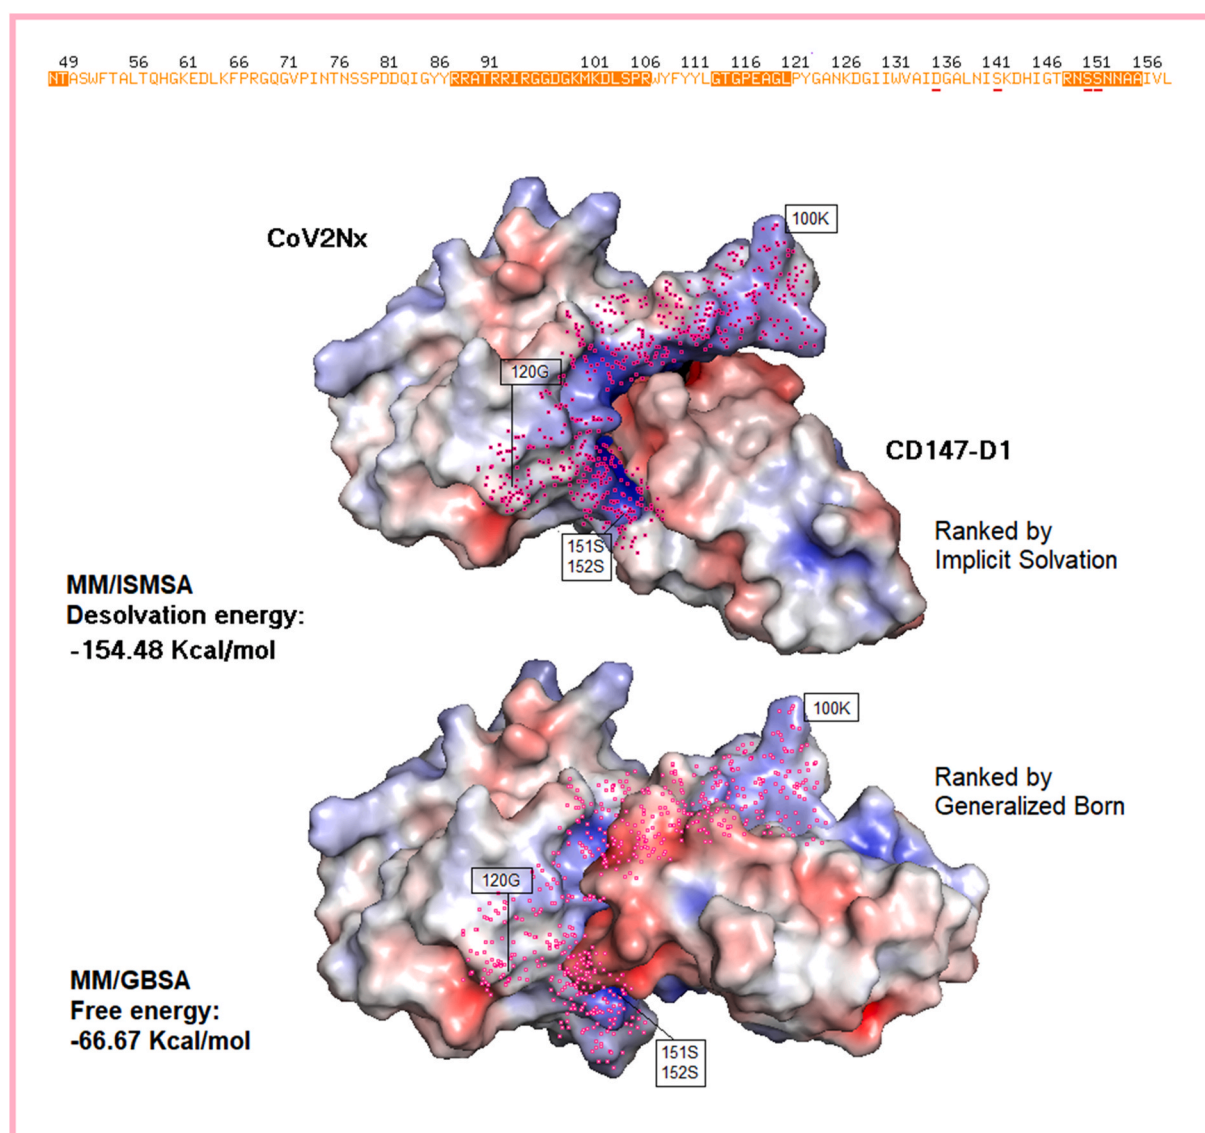 49 56 61 66 71 76 81 86 91 101 106 111 116 121 126 131 136 141 146 151 156
NTASWFTALTQHGKEDLKFPRGQGVPINTNSSPDDQIGYYRRATRRIRGGDGKMKDLSPRWYFYYLGTGPEAGLPYGANKDGIIWVAIDGALNISKDHIGTRNSSNNAAIVL
100K
CoV2Nx
120G
CD147-D1
151S
152S
Ranked by
Implicit Solvation
MM/ISMSA
Desolvation energy:
-154.48 Kcal/mol
100K
Ranked by
Generalized Born
120G
MM/GBSA
Free energy:
-66.67 Kcal/mol
151S
152S